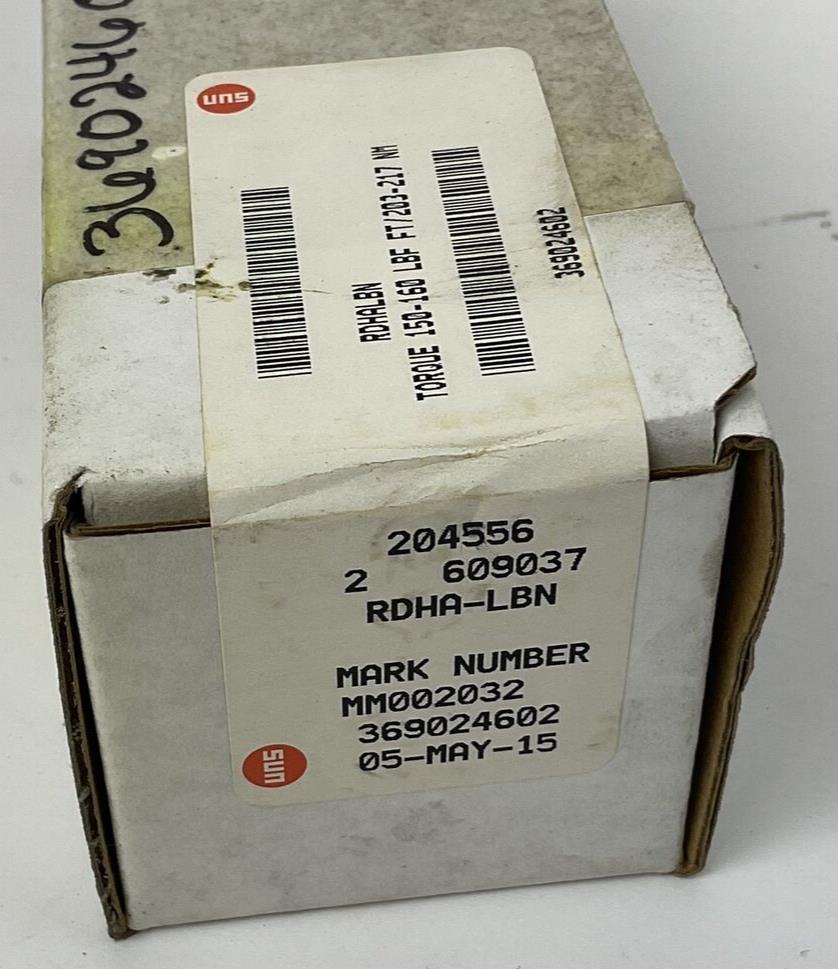 3690246
sun
RDHALBN
TORQUE 150-160 LBF FT/203-217 NM
369024602
204556
2 609037
RDHA-LBN
MARK NUMBER
MM002032
369024602
05-MAY-15
sun